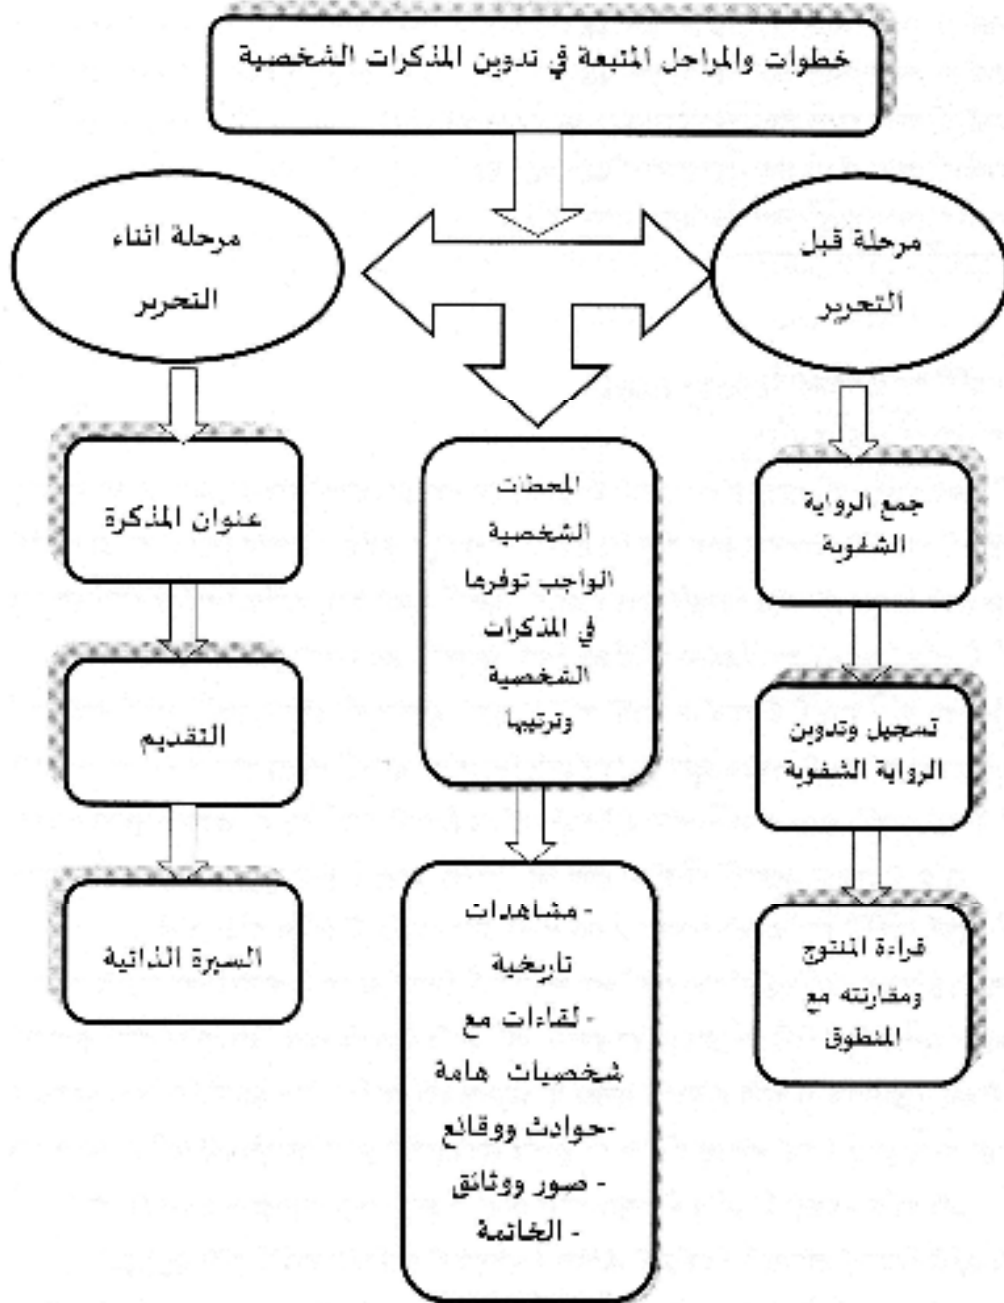 خطوات والمراحل المتبعة في تدوين المذكرات الشخصية
مرحلة قبل
التحرير
جمع الرواية
الشفوية
تسجيل وتدوين
الرواية الشفوية
قراءة المنتوج
ومقارنته مع
المنطوق
المحطات
الشخصية
الواجب توفرها
في المذكرات
الشخصية
وترتيبها
- مشاهدات
تاريخية
- لقاءات مع
شخصيات هامة
-حوادث ووقائع
- صور ووثائق
- الخاتمة
مرحلة اثناء
التحرير
عنوان المذكرة
التقديم
السيرة الذاتية